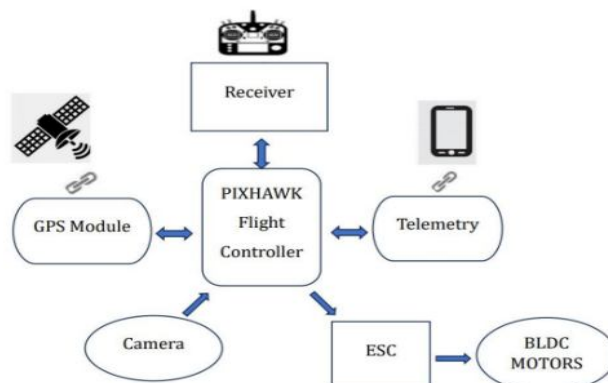 Receiver
PIXHAWK
Flight
Controller
GPS Module
Telemetry
Camera
ESC
BLDC
MOTORS